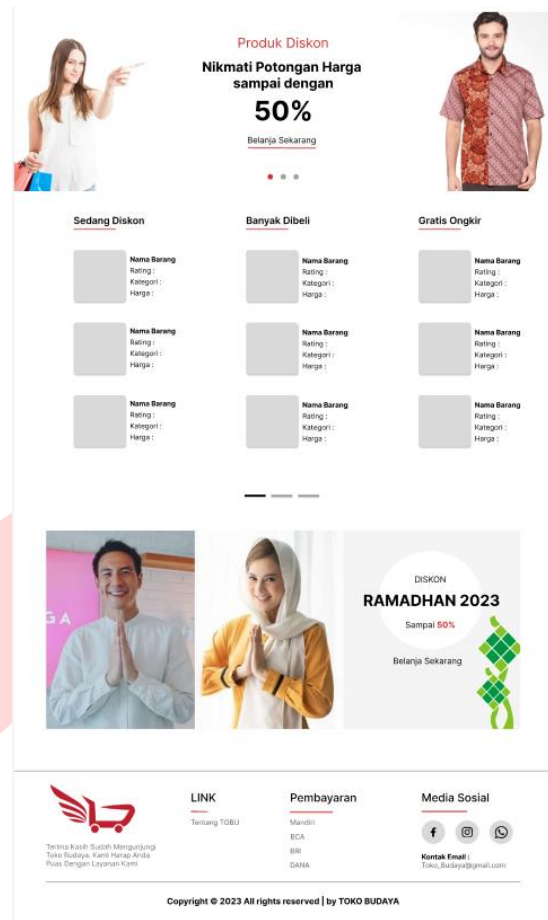 Produk Diskon
Nikmati Potongan Harga
sampai dengan
50%
Belanja Sekarang
Sedang Diskon
Nama Barang
Rating :
Kategori :
Harga :
Nama Barang
Rating :
Kategori :
Harga :
Nama Barang
Rating :
Kategori :
Harga :
Banyak Dibeli
Nama Barang
Rating :
Kategori :
Harga :
Nama Barang
Rating :
Kategori :
Harga :
Nama Barang
Rating :
Kategori :
Harga :
Gratis Ongkir
Nama Barang
Rating :
Kategori :
Harga :
Nama Barang
Rating :
Kategori :
Harga :
Nama Barang
Rating :
Kategori :
Harga :
G A
DISKON
RAMADHAN 2023
Sampai 50%
Belanja Sekarang
Terima Kasih Sudah Mengunjungi
Toko Budaya. Kami Harap Anda
Puas Dengan Layanan Kami
LINK
Tentang TOBU
Pembayaran
Mandiri
BCA
BRI
DANA
Media Sosial
Kontak Email :
Toko_Budaya@gmail.com
Copyright © 2023 All rights reserved | by TOKO BUDAYA